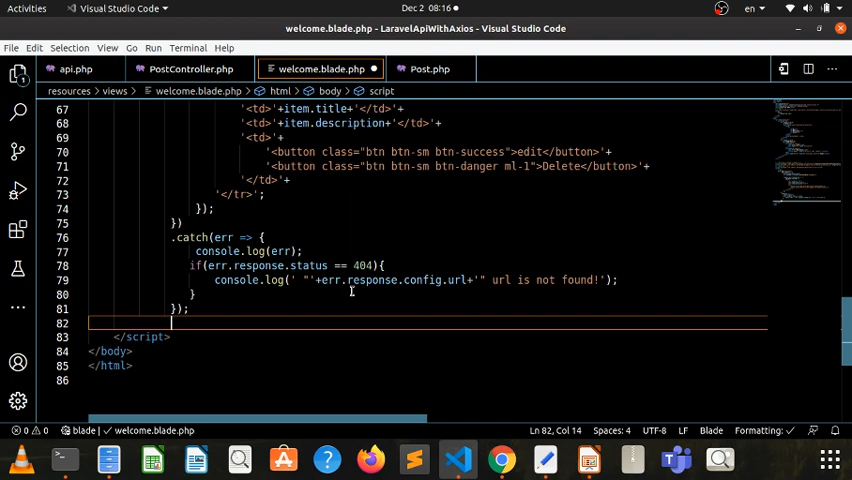 Activities
Visual Studio Code
Dec 2 08:16
en
welcome.blade.php - LaravelApiWithAxios - Visual Studio Code
File Edit Selection View Go Run Terminal Help
api.php PostController.php welcome.blade.php Post.php
resources > views > welcome.blade.php > html > body > script
67 '<td>'+item.title+'</td>'+
68 '<td>'+item.description+'</td>'+
69 '<td>'+
70 '<button class="btn btn-sm btn-success">edit</button>'+
71 '<button class="btn btn-sm btn-danger ml-1">Delete</button>'+
72 '</td>'+
73 '</tr>';
74 });
75 })
76 .catch(err => {
77 console.log(err);
78 if(err.response.status == 404){
79 console.log(' "'+err.response.config.url+'" url is not found!');
80 }
81 });
82
83 </script>
84 </body>
85 </html>
86
1
0 0 blade welcome.blade.php Ln 82, Col 14 Spaces: 4 UTF-8 LF Blade Formatting: